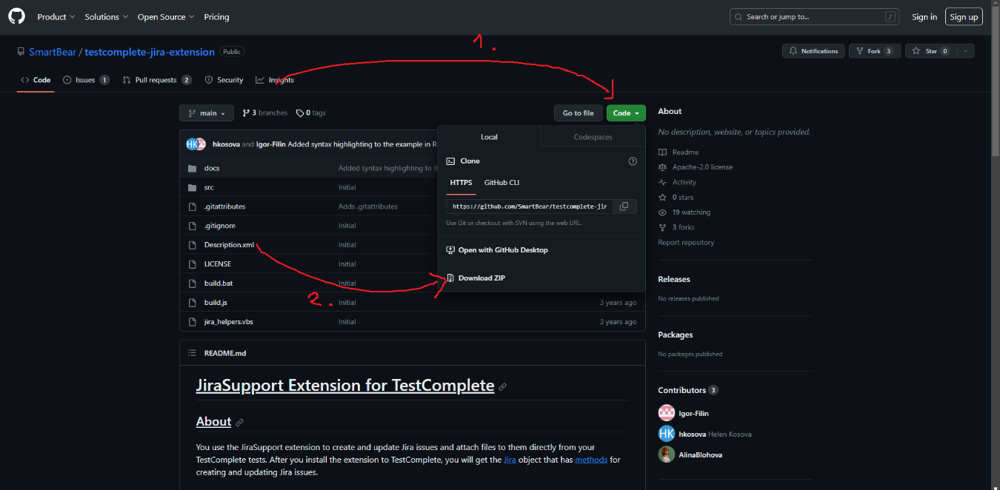 Product Solutions Open Source Pricing Search or jump to... / Sign in Sign up
1.
SmartBear / testcomplete-jira-extension Public Notifications Fork 3 Star 0
Code Issues 1 Pull requests 2 Security Insights
main 3 branches 0 tags Go to file Code
HK hkosova and Igor-Filin Added syntax highlighting to the example in R
docs Added syntax highlighting to th
src Initial
.gitattributes Adds .gitattributes
.gitignore Initial
Description.xml Initial
LICENSE Initial
build.bat Initial
2.
build.js Initial 3 years ago
jira_helpers.vbs Initial 3 years ago
Local Codespaces
Clone
HTTPS GitHub CLI
https://github.com/SmartBear/testcomplete-jir
Use Git or checkout with SVN using the web URL.
Open with GitHub Desktop
Download ZIP
README.md
JiraSupport Extension for TestComplete
About
You use the JiraSupport extension to create and update Jira issues and attach files to them directly from your
TestComplete tests. After you install the extension to TestComplete, you will get the Jira object that has methods for
creating and updating Jira issues.
About
No description, website, or topics provided.
Readme
Apache-2.0 license
Activity
0 stars
19 watching
3 forks
Report repository
Releases
No releases published
Packages
No packages published
Contributors 3
Igor-Filin
HK hkosova Helen Kosova
AlinaBlohova